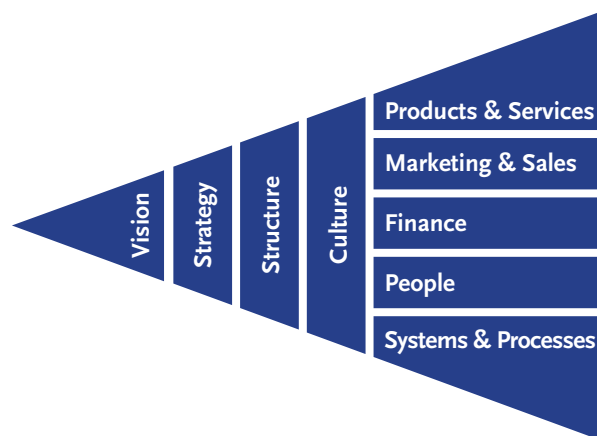 Vision
Strategy
Structure
Culture
Products & Services
Marketing & Sales
Finance
People
Systems & Processes